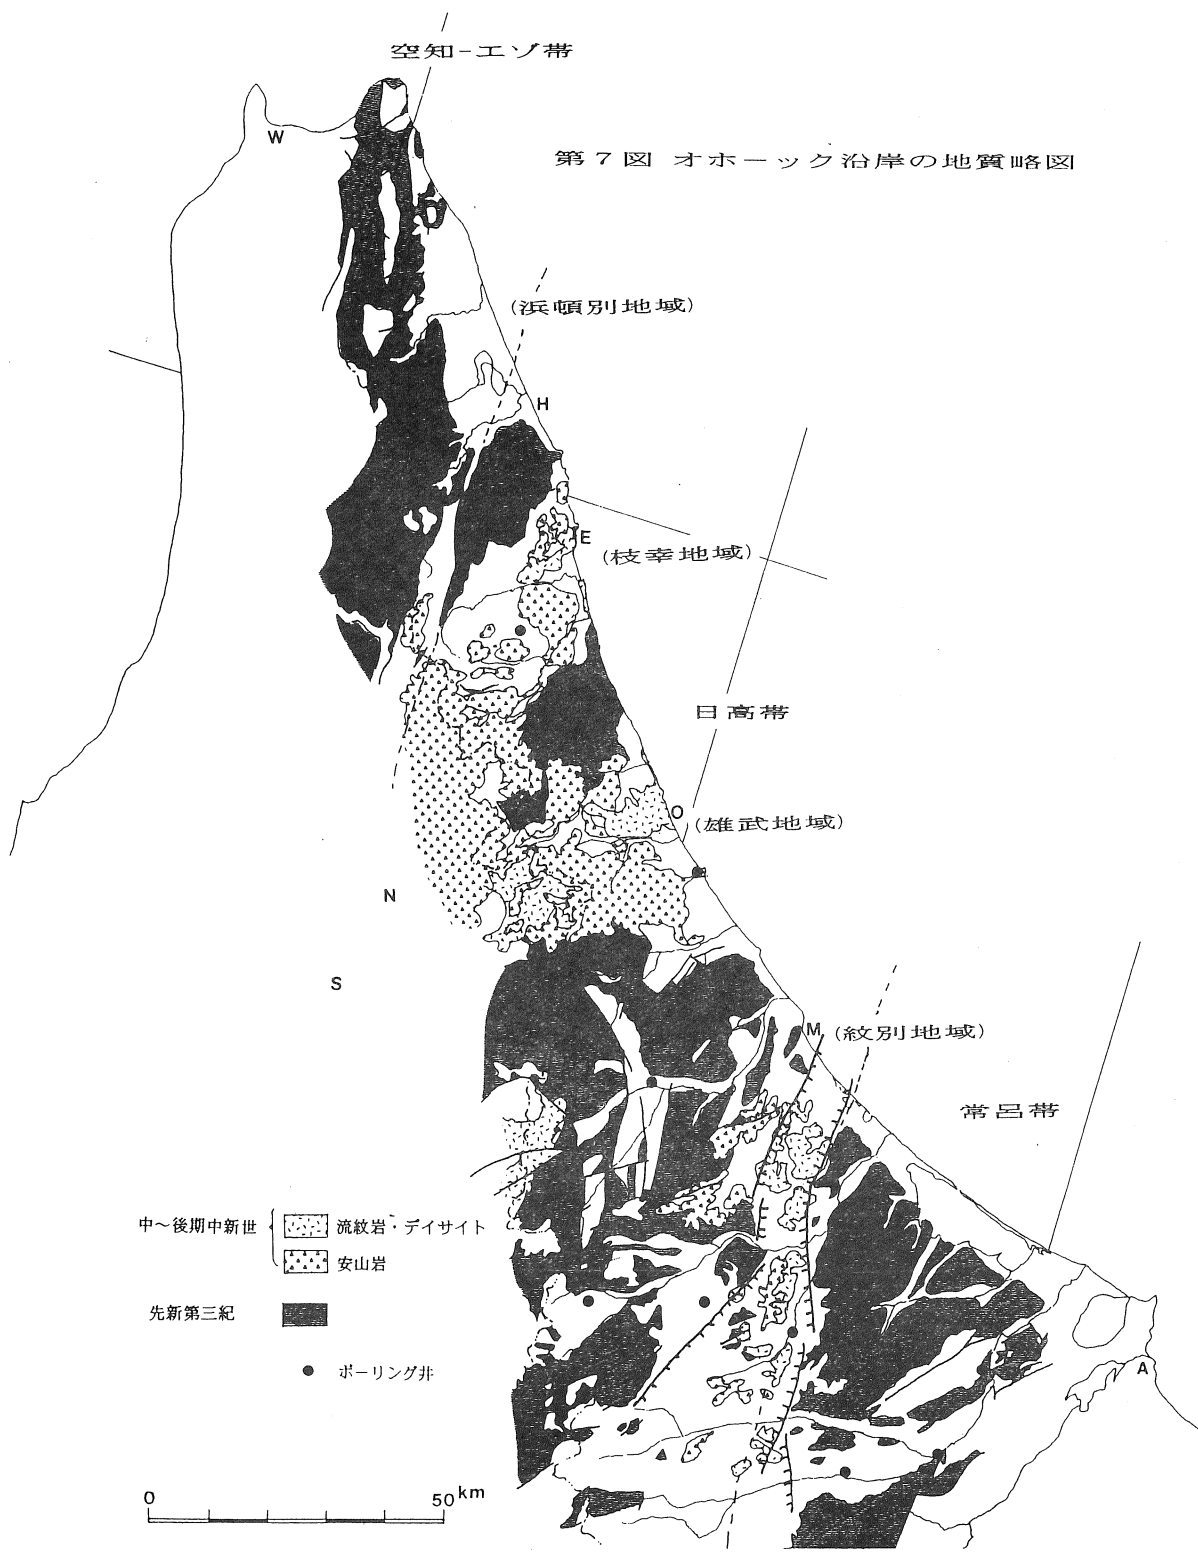 空知-エゾ帯
W
第7図 オホーック沿岸の地質略図
(浜頓別地域)
H
E
(枝幸地域)
日高帯
O
(雄武地域)
N
S
M
(紋別地域)
常呂帯
中〜後期中新世
流紋岩・デイサイト
安山岩
先新第三紀
ボーリング井
A
0
50km